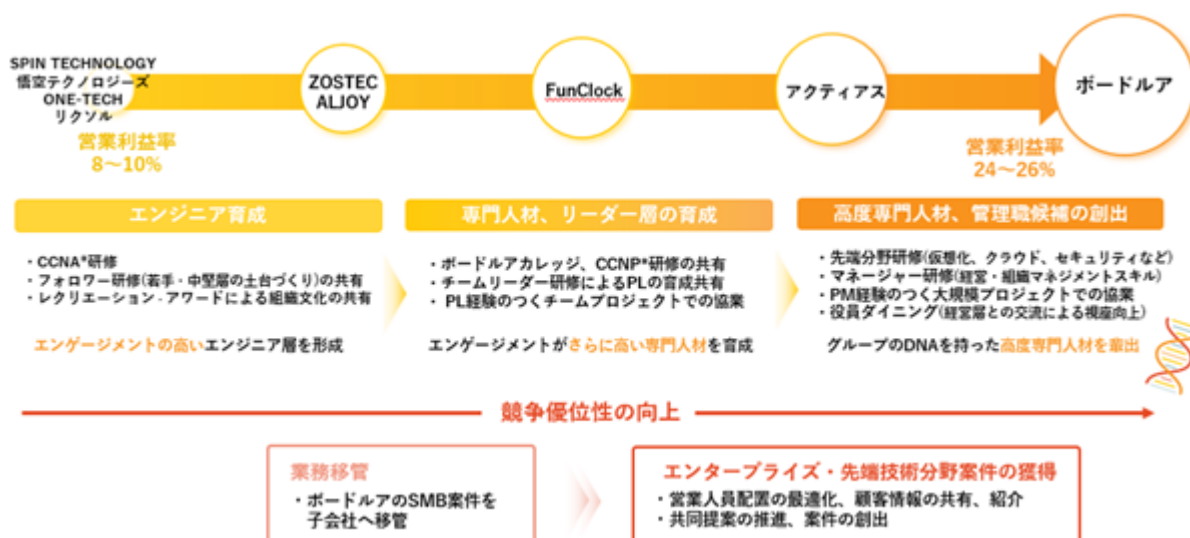 SPIN TECHNOLOGY
悟空テクノロジーズ
ONE-TECH
リクソル
ZOSTEC
ALJOY
FunClock
アクティアス
ボードルア
営業利益率
8～10%
営業利益率
24～26%
エンジニア育成
・CCNA*研修
・フォロワー研修(若手・中堅層の土台づくり)の共有
・レクリエーション・アワードによる組織文化の共有
エンゲージメントの高いエンジニア層を形成
専門人材、リーダー層の育成
・ボードルアカレッジ、CCNP*研修の共有
・チームリーダー研修によるPLの育成共有
・PL経験のつくチームプロジェクトでの協業
エンゲージメントがさらに高い専門人材を育成
高度専門人材、管理職候補の創出
・先端分野研修(仮想化、クラウド、セキュリティなど)
・マネージャー研修(経営・組織マネジメントスキル)
・PM経験のつく大規模プロジェクトでの協業
・役員ダイニング(経営層との交流による視座向上)
グループのDNAを持った高度専門人材を輩出
競争優位性の向上
業務移管
・ボードルアのSMB案件を
子会社へ移管
エンタープライズ・先端技術分野案件の獲得
・営業人員配置の最適化、顧客情報の共有、紹介
・共同提案の推進、案件の創出